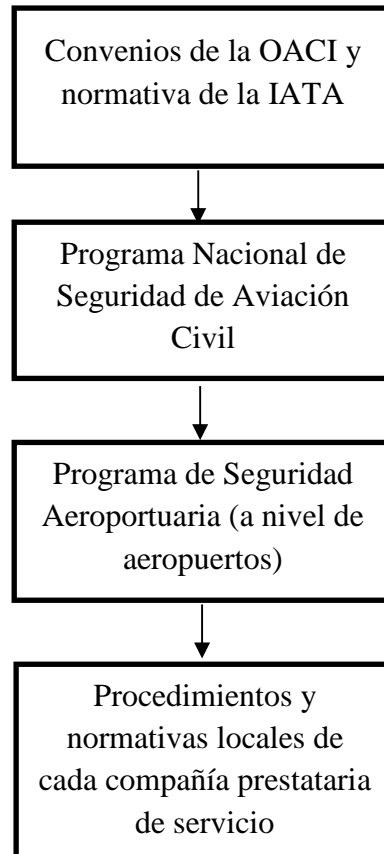 Convenios de la OACI y
normativa de la IATA
Programa Nacional de
Seguridad de Aviación
Civil
Programa de Seguridad
Aeroportuaria (a nivel de
aeropuertos)
Procedimientos y
normativas locales de
cada compañía prestataria
de servicio